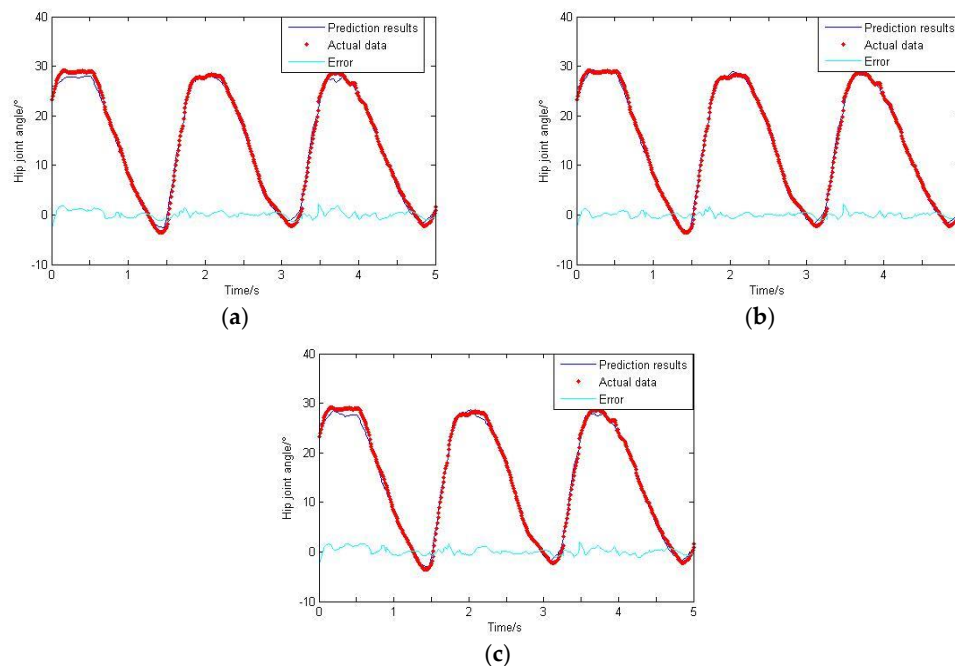 40
30
20
10
0
-10
Hip joint angle/°
0 1 2 3 4 5
Time/s
Prediction results
Actual data
Error
(a)
40
30
20
10
0
-10
Hip joint angle/°
0 1 2 3 4
Time/s
Prediction results
Actual data
Error
(b)
40
30
20
10
0
-10
Hip joint angle/°
0 1 2 3 4 5
Time/s
Prediction results
Actual data
Error
(c)